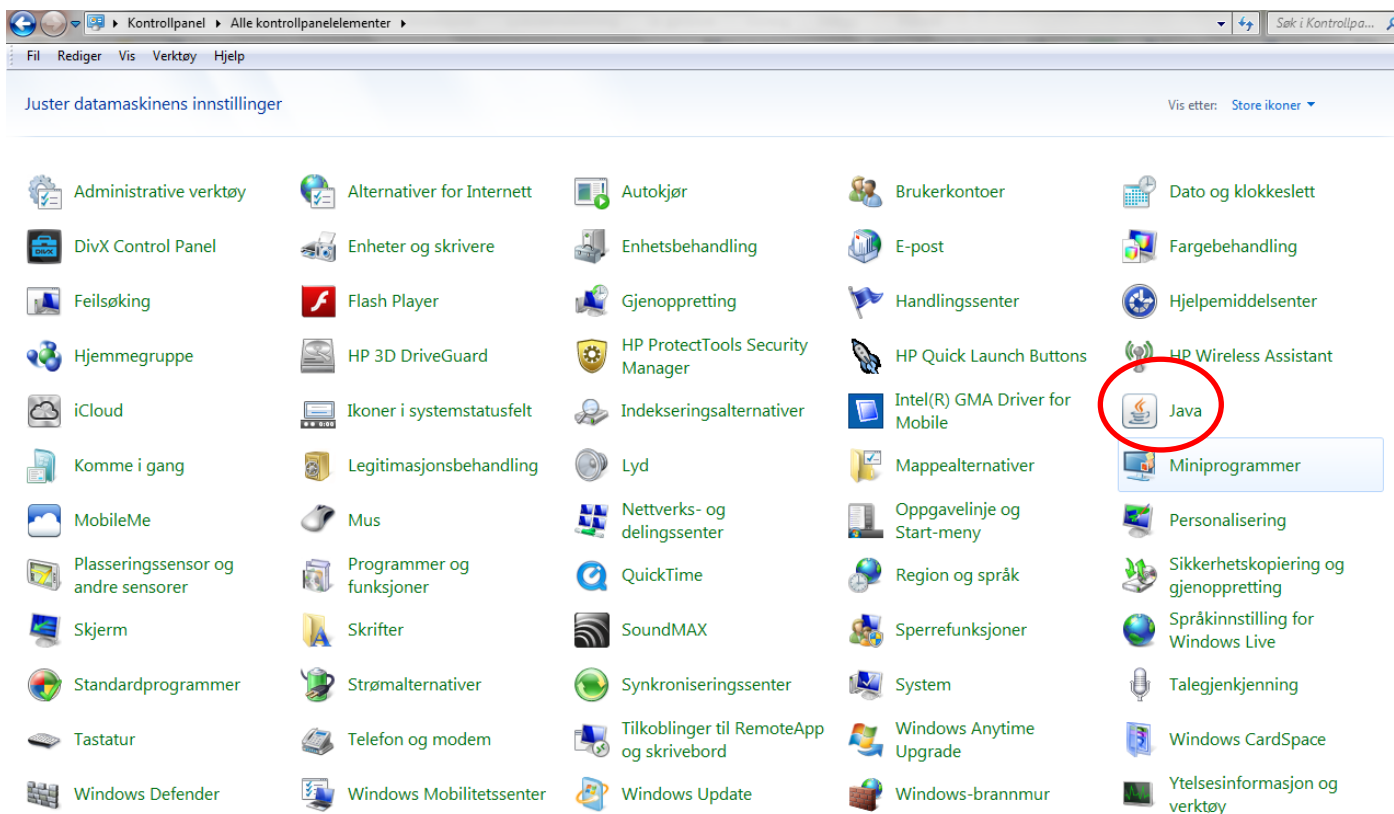 Kontrollpanel ▸ Alle kontrollpanelelementer ▸
Søk i Kontrollpa...
Fil Rediger Vis Verktøy Hjelp
Juster datamaskinens innstillinger
Vis etter: Store ikoner
Administrative verktøy
Alternativer for Internett
Autokjør
Brukerkontoer
Dato og klokkeslett
DivX Control Panel
Enheter og skrivere
Enhetsbehandling
E-post
Fargebehandling
Feilsøking
Flash Player
Gjenoppretting
Handlingssenter
Hjelpemiddelsenter
Hjemmegruppe
HP 3D DriveGuard
HP ProtectTools Security
Manager
HP Quick Launch Buttons
HP Wireless Assistant
iCloud
Ikoner i systemstatusfelt
Indekseringsalternativer
Intel(R) GMA Driver for
Mobile
Java
Komme i gang
Legitimasjonsbehandling
Lyd
Mappealternativer
Miniprogrammer
MobileMe
Mus
Nettverks- og
delingssenter
Oppgavelinje og
Start-meny
Personalisering
Plasseringssensor og
andre sensorer
Programmer og
funksjoner
QuickTime
Region og språk
Sikkerhetskopiering og
gjenoppretting
Skjerm
Skrifter
SoundMAX
Sperrefunksjoner
Språkinnstilling for
Windows Live
Standardprogrammer
Strømalternativer
Synkroniseringssenter
System
Talegjenkjenning
Tastatur
Telefon og modem
Tilkoblinger til RemoteApp
og skrivebord
Windows Anytime
Upgrade
Windows CardSpace
Windows Defender
Windows Mobilitetssenter
Windows Update
Windows-brannmur
Ytelsesinformasjon og
verktøy